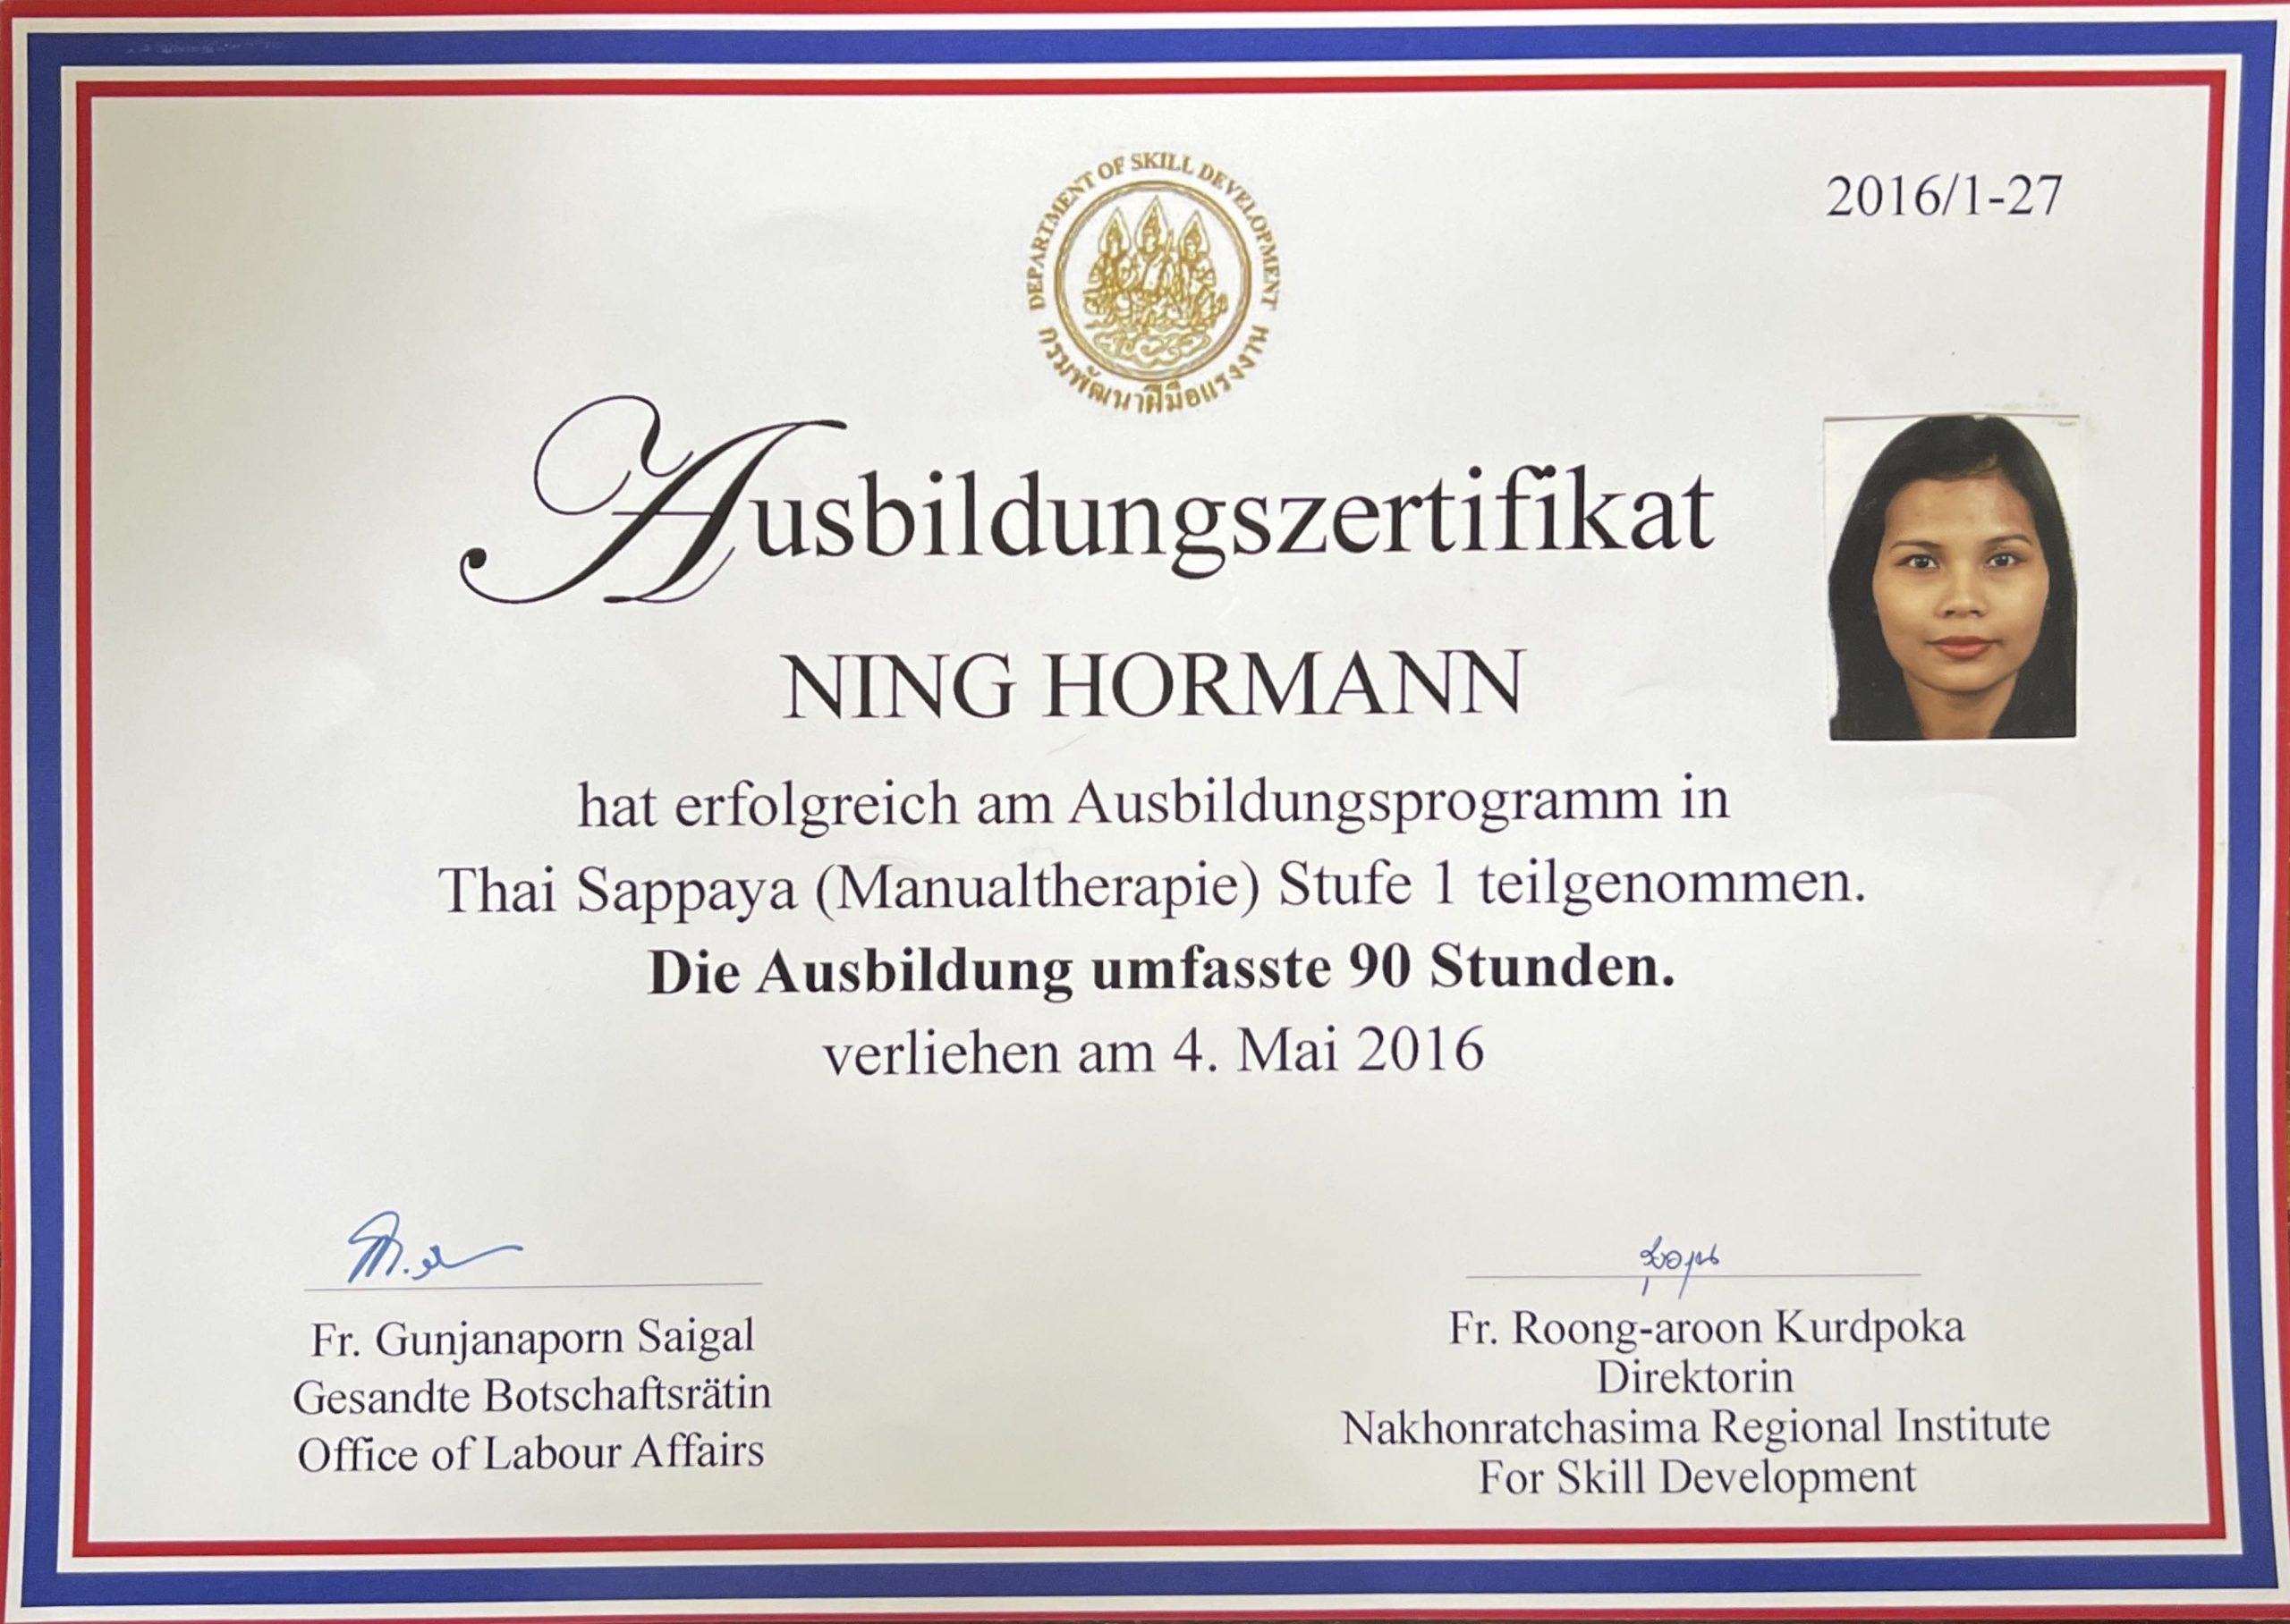 2016/1-27
DEPARTMENT OF SKILL DEVELOPMENT
กรมพัฒนาฝีมือแรงงาน
Ausbildungszertifikat
NING HORMANN
hat erfolgreich am Ausbildungsprogramm in
Thai Sappaya (Manualtherapie) Stufe 1 teilgenommen.
Die Ausbildung umfasste 90 Stunden.
verliehen am 4. Mai 2016
Fr. Gunjanaporn Saigal
Gesandte Botschaftsrätin
Office of Labour Affairs
Fr. Roong-aroon Kurdpoka
Direktorin
Nakhonratchasima Regional Institute
For Skill Development